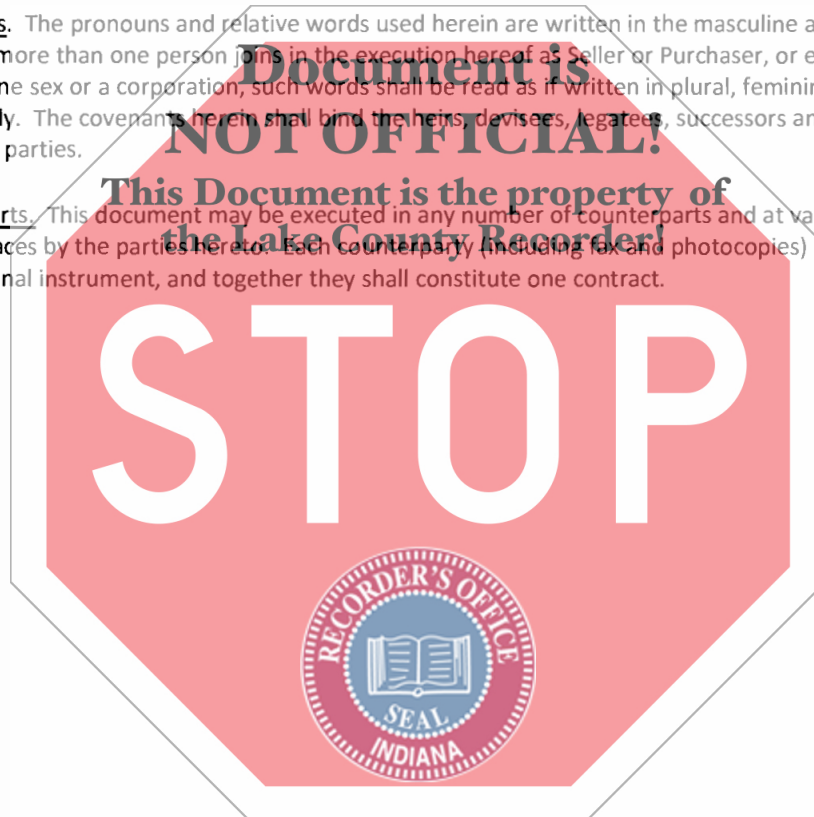 s. The pronouns and relative words used herein are written in the masculine a
more than one person joins in the execution hereof as Seller or Purchaser, or e
ne sex or a corporation, such words shall be read as if written in plural, feminin
ly. The covenants herein shall bind the heirs, devisees, legatees, successors an
parties.
rts. This document may be executed in any number of counterparts and at va
aces by the parties hereto. Each counterparty (including fax and photocopies)
nal instrument, and together they shall constitute one contract.
Document is
NOT OFFICIAL!
This Document is the property of
the Lake County Recorder!
STOP
RECORDER'S OFFICE
SEAL
INDIANA